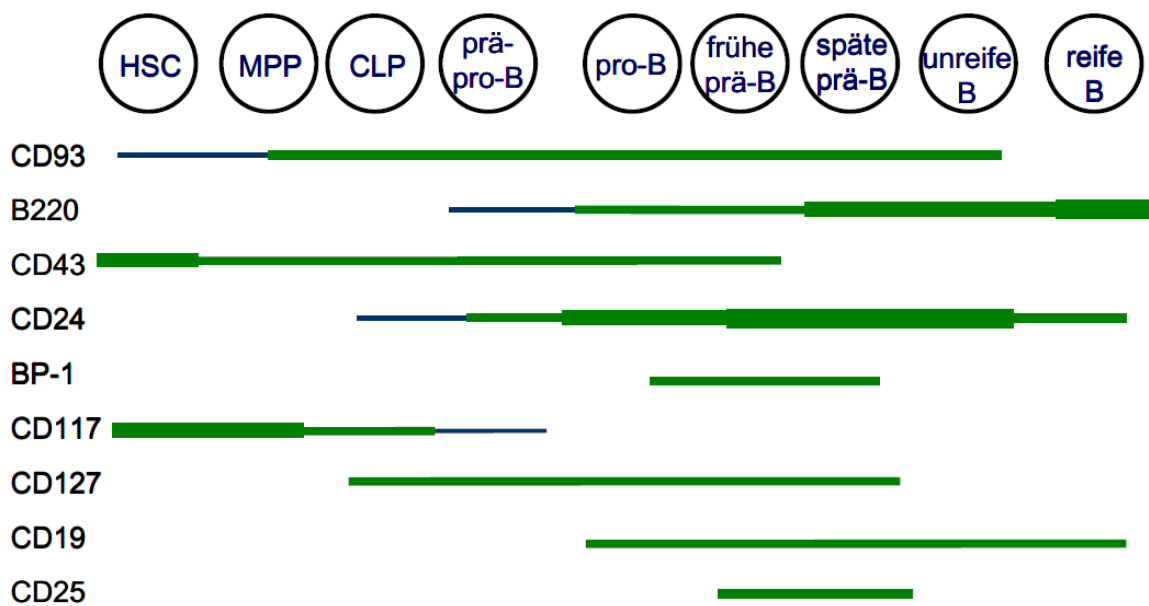 HSC
MPP
CLP
prä-
pro-B
pro-B
frühe
prä-B
späte
prä-B
unreife
B
reife
B
CD93
B220
CD43
CD24
BP-1
CD117
CD127
CD19
CD25